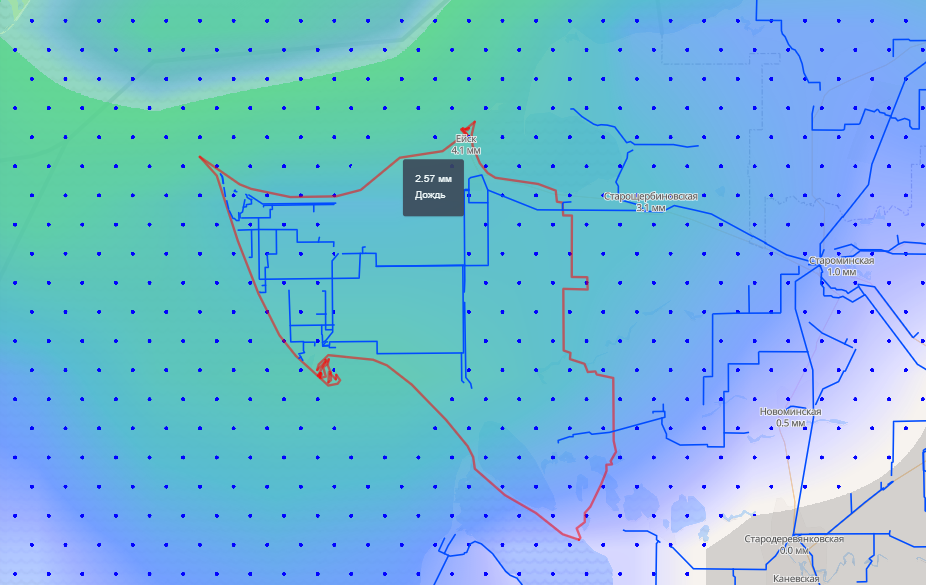 Ейск
4.1 мм
2.57 мм
Дождь
Старощербиновская
3.1 мм
Староминская
1.0 мм
Новоминская
0.5 мм
Стародеревянковская
0.0 мм
Каневская